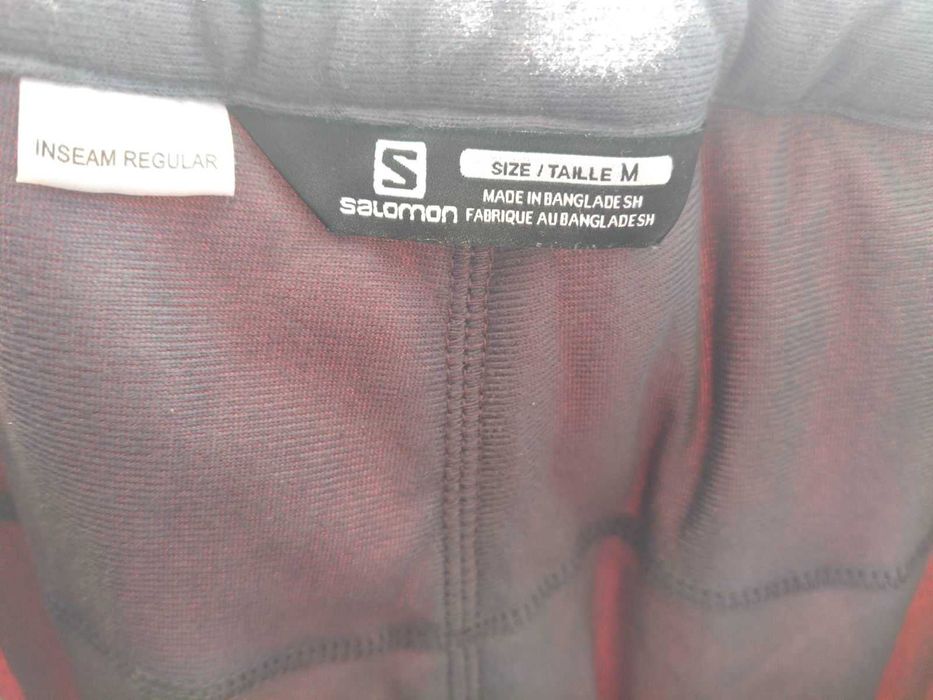 INSEAM REGULAR
S
SALOMON
SIZE / TAILLE M
MADE IN BANGLADESH
FABRIQUE AU BANGLADESH